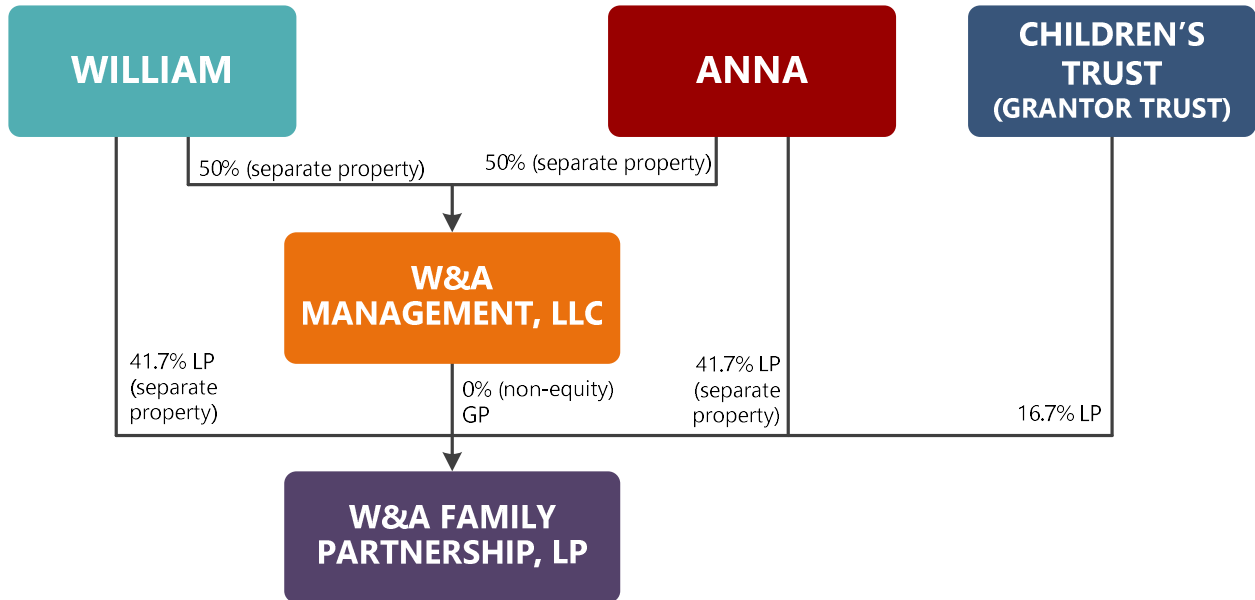 WILLIAM
ANNA
CHILDREN’S
TRUST
(GRANTOR TRUST)
50% (separate property)
50% (separate property)
W&A
MANAGEMENT, LLC
41.7% LP
(separate
property)
0% (non-equity)
GP
41.7% LP
(separate
property)
16.7% LP
W&A FAMILY
PARTNERSHIP, LP